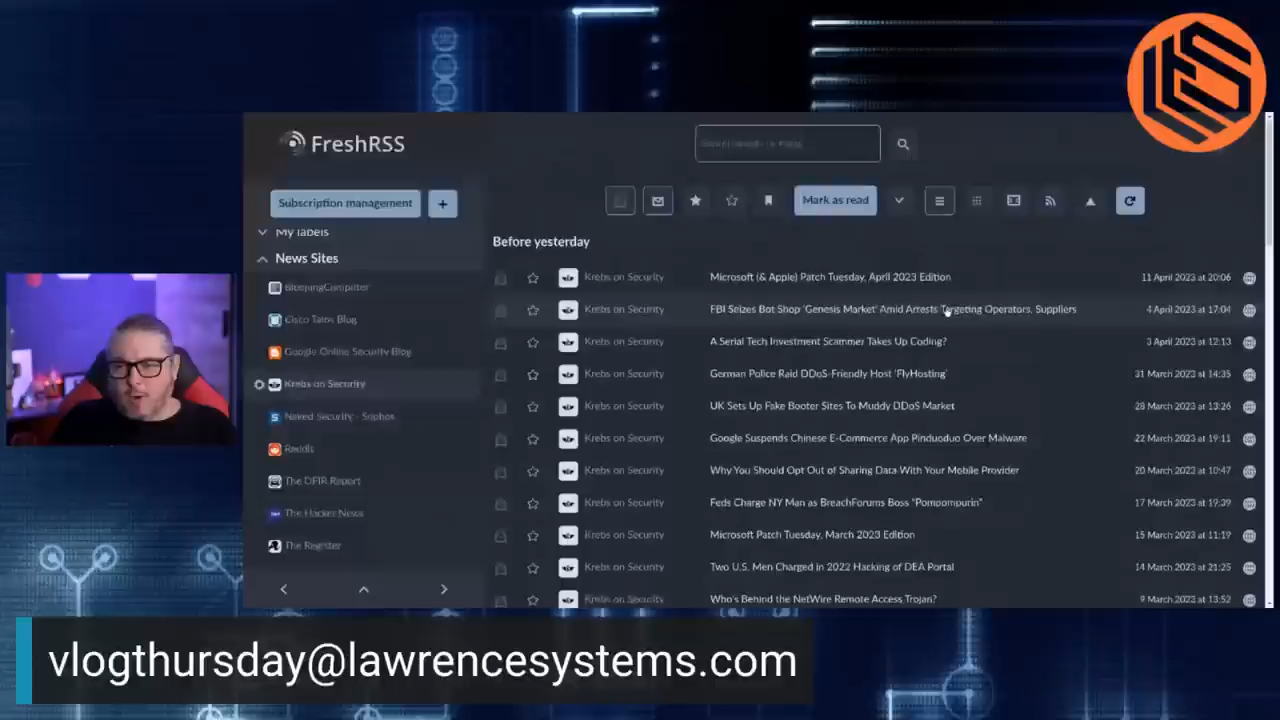 FreshRSS
Subscription management
+
Mark as read
My labels
News Sites
BleepingComputer
Cisco Talos Blog
Google Online Security Blog
Krebs on Security
Naked Security - Sophos
Reddit
The DFIR Report
The Hacker News
The Register
Before yesterday
Krebs on Security Microsoft (& Apple) Patch Tuesday, April 2023 Edition 11 April 2023 at 20:06
Krebs on Security FBI Seizes Bot Shop 'Genesis Market' Amid Arrests Targeting Operators, Suppliers 4 April 2023 at 17:04
Krebs on Security A Serial Tech Investment Scammer Takes Up Coding? 3 April 2023 at 12:13
Krebs on Security German Police Raid DDoS-Friendly Host 'FlyHosting' 31 March 2023 at 14:35
Krebs on Security UK Sets Up Fake Booter Sites To Muddy DDoS Market 28 March 2023 at 13:26
Krebs on Security Google Suspends Chinese E-Commerce App Pinduoduo Over Malware 22 March 2023 at 19:11
Krebs on Security Why You Should Opt Out of Sharing Data With Your Mobile Provider 20 March 2023 at 10:47
Krebs on Security Feds Charge NY Man as BreachForums Boss "Pompompurin" 17 March 2023 at 19:39
Krebs on Security Microsoft Patch Tuesday, March 2023 Edition 15 March 2023 at 11:19
Krebs on Security Two U.S. Men Charged in 2022 Hacking of DEA Portal 14 March 2023 at 21:25
Krebs on Security Who's Behind the NetWire Remote Access Trojan? 9 March 2023 at 13:52
vlogthursday@lawrencesystems.com